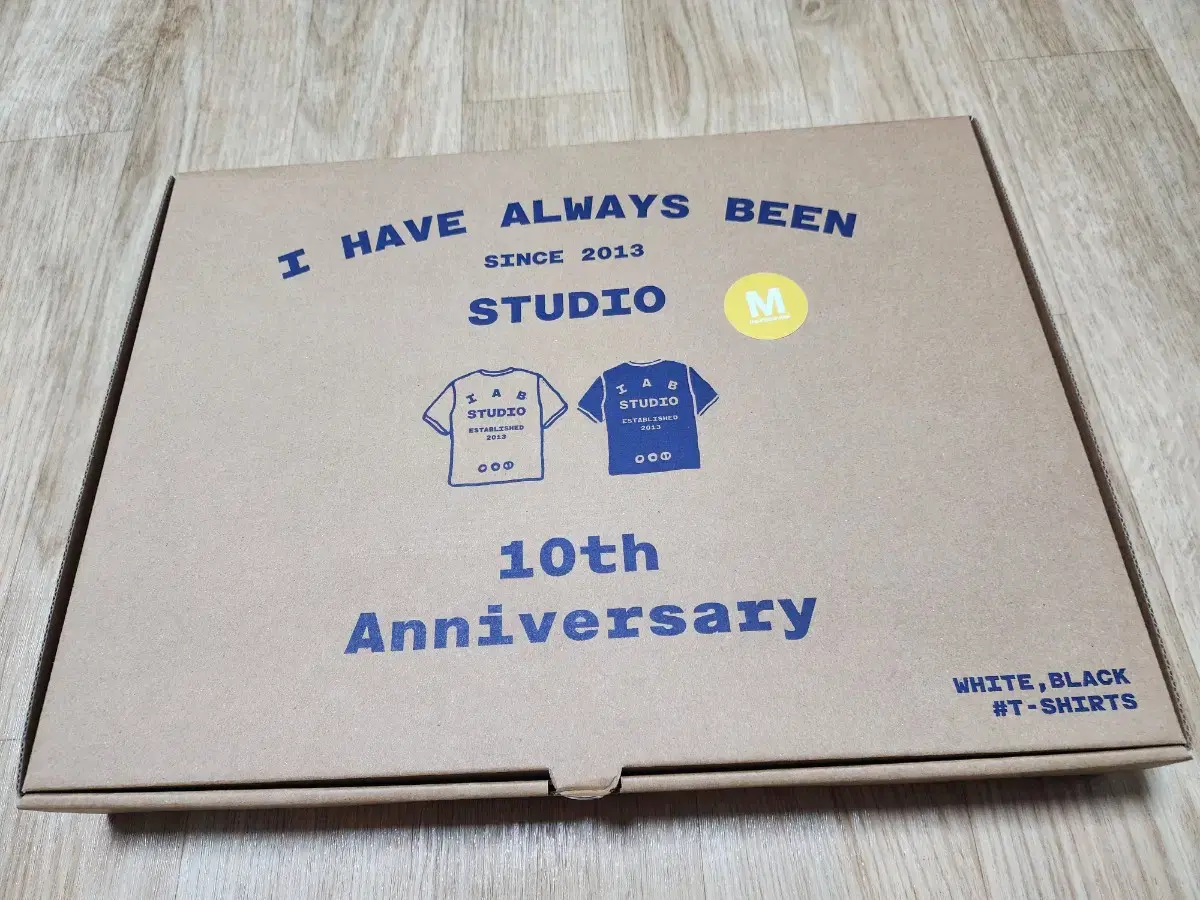 I HAVE ALWAYS BEEN
SINCE 2013
STUDIO
M
I A B
STUDIO
ESTABLISHED
2013
I A B
STUDIO
ESTABLISHED
2013
10th
Anniversary
WHITE,BLACK
#T-SHIRTS